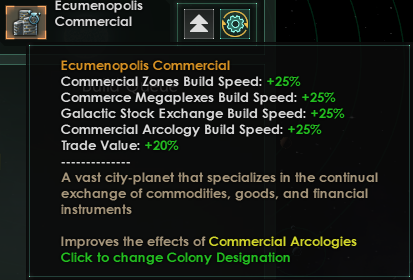 Ecumenopolis
Commercial
Ecumenopolis Commercial
Commercial Zones Build Speed: +25%
Commerce Megaplexes Build Speed: +25%
Galactic Stock Exchange Build Speed: +25%
Commercial Arcology Build Speed: +25%
Trade Value: +20%
--------------
A vast city-planet that specializes in the continual
exchange of commodities, goods, and financial
instruments
Improves the effects of Commercial Arcologies
Click to change Colony Designation